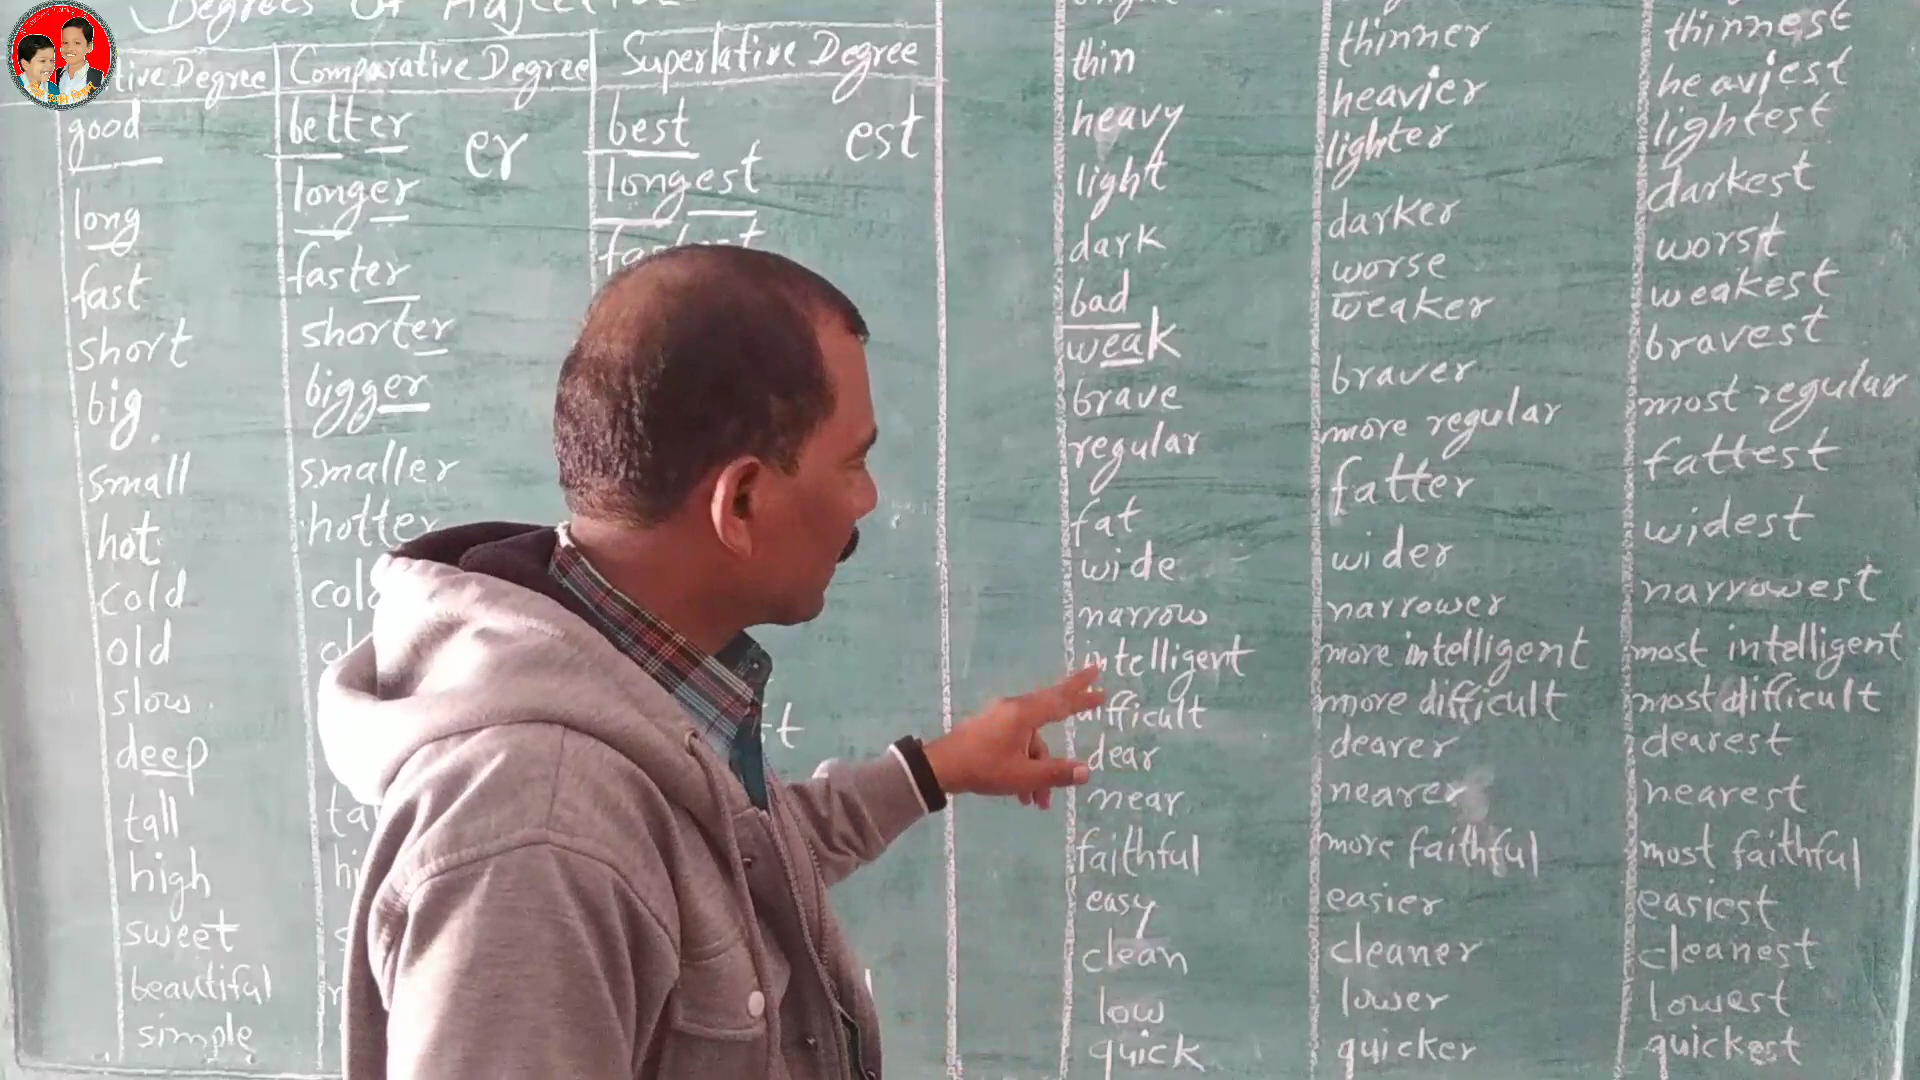 Degrees Of Adjective
tive Degree Comparative Degree Superlative Degree
good better er best est
long longer longest
fast faster
short shorter
big bigger
small smaller
hot hotter
cold
old
slow
deep
tall
high
sweet
beautiful
simple
thin thinner thinnest
heavy heavier heaviest
light lighter lightest
dark darker darkest
bad worse worst
weak weaker weakest
brave braver bravest
regular more regular most regular
fat fatter fattest
wide wider widest
narrow narrower narrowest
intelligent more intelligent most intelligent
difficult more difficult most difficult
dear dearer dearest
near nearer nearest
faithful more faithful most faithful
easy easier easiest
clean cleaner cleanest
low lower lowest
quick quicker quickest